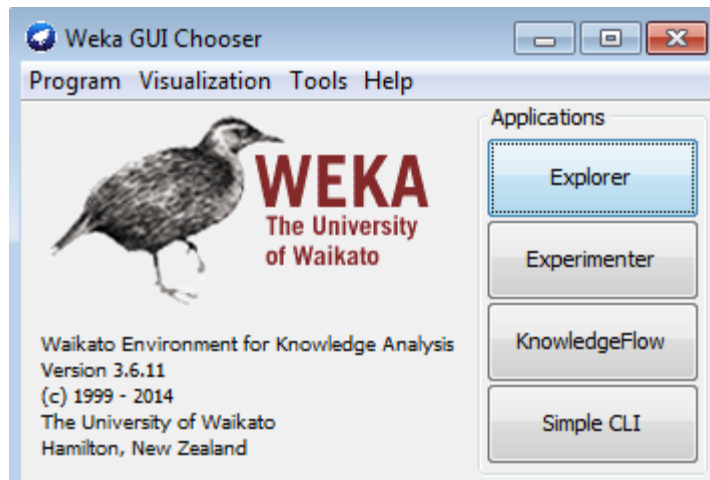 Weka GUI Chooser
Program Visualization Tools Help
WEKA
The University
of Waikato
Waikato Environment for Knowledge Analysis
Version 3.6.11
(c) 1999 - 2014
The University of Waikato
Hamilton, New Zealand
Applications
Explorer
Experimenter
KnowledgeFlow
Simple CLI